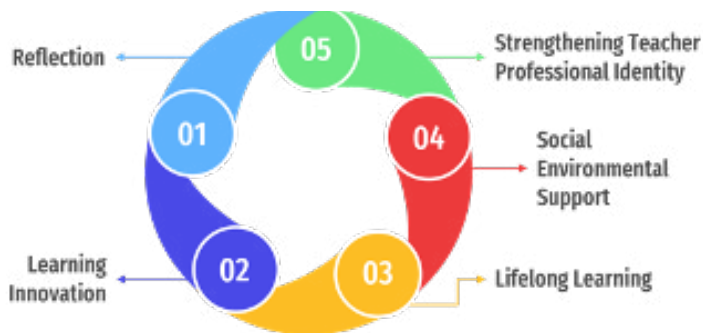 Reflection
01
Learning
Innovation
02
03
Lifelong Learning
04
Social
Environmental
Support
05
Strengthening Teacher
Professional Identity